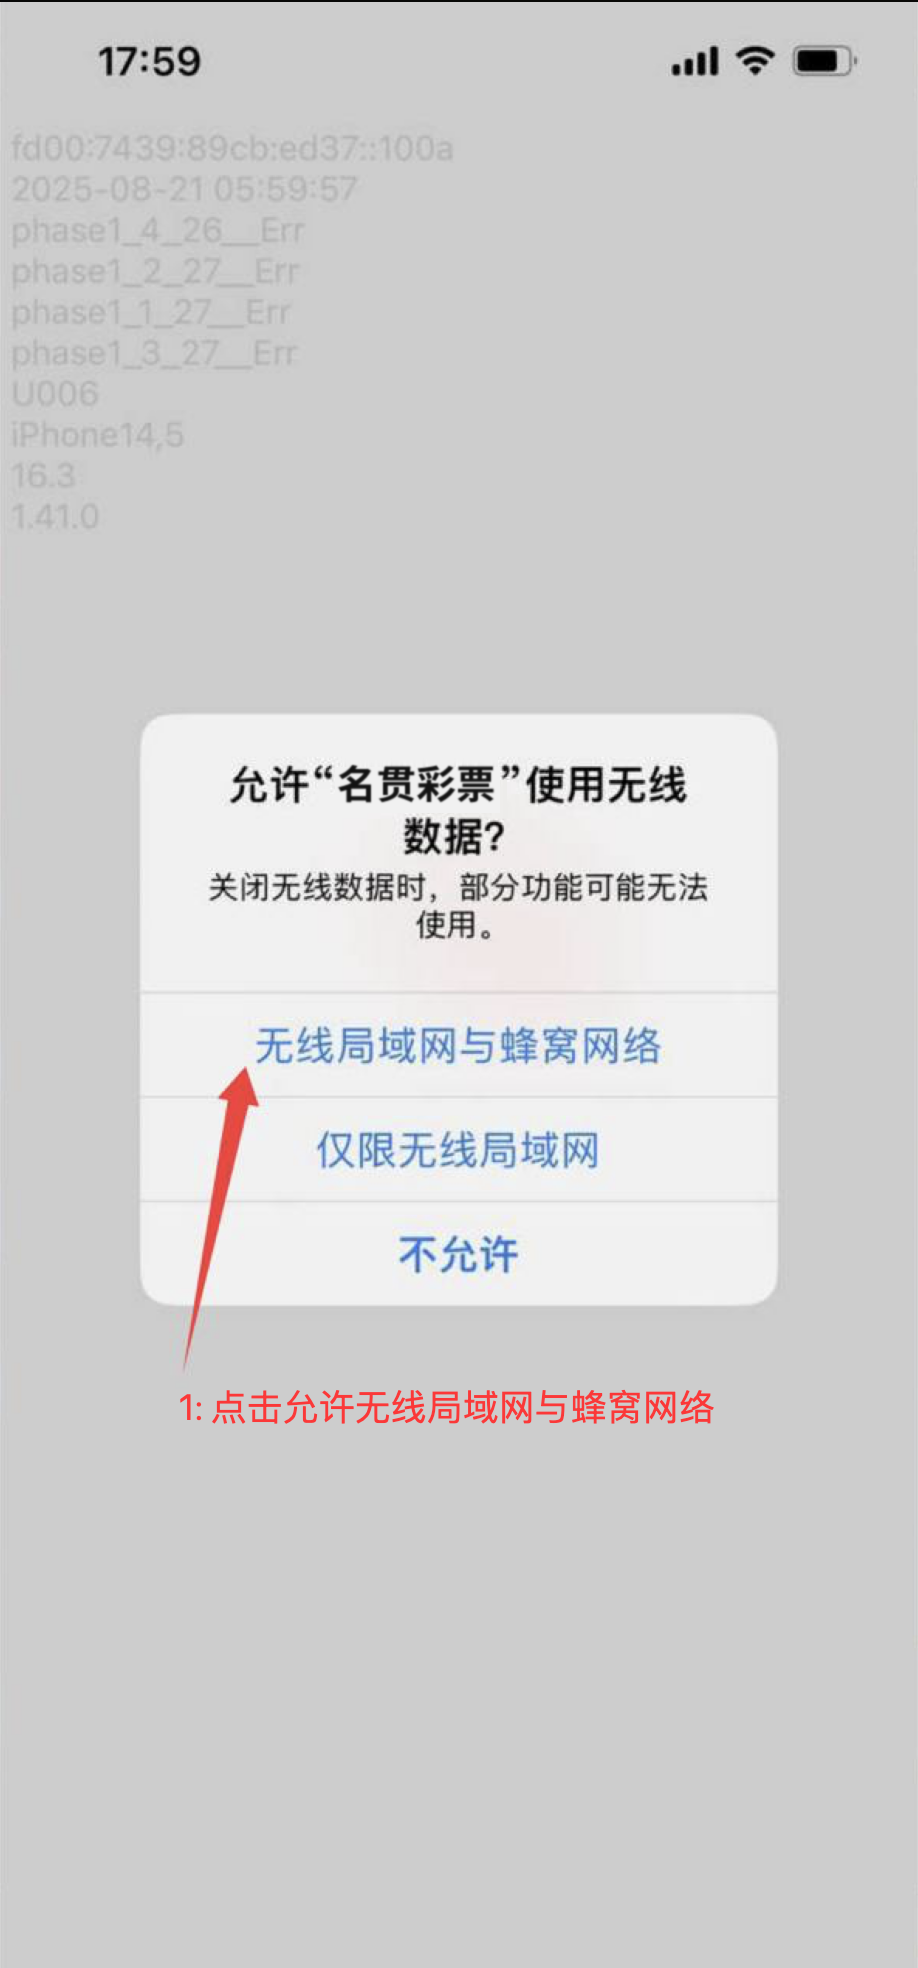 17:59
fd00:7439:89cb:ed37::100a
2025-08-21 05:59:57
phase1_4_26__Err
phase1_2_27__Err
phase1_1_27__Err
phase1_3_27__Err
U006
iPhone14,5
16.3
1.41.0
允许“名贯彩票”使用无线
数据?
关闭无线数据时，部分功能可能无法
使用。
无线局域网与蜂窝网络
仅限无线局域网
不允许
1: 点击允许无线局域网与蜂窝网络